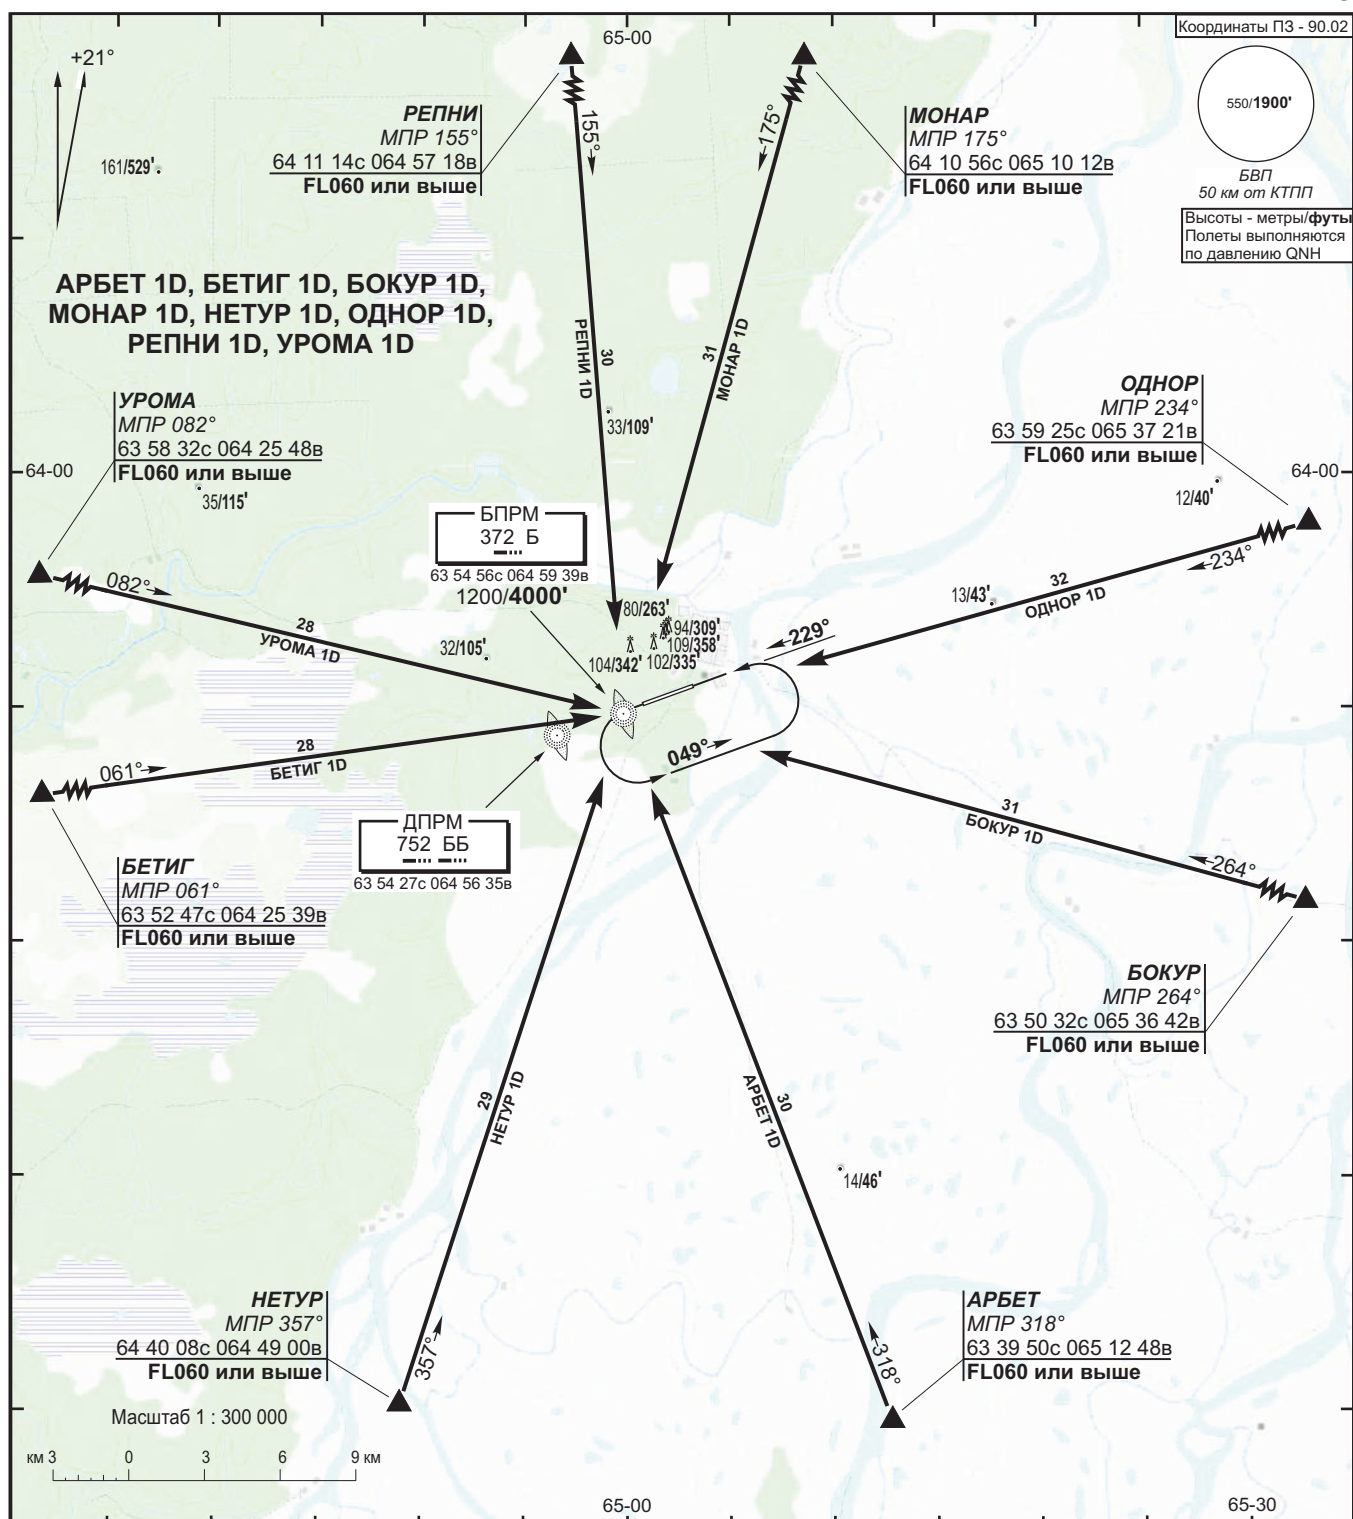 65-00
Координаты ПЗ - 90.02
+21°
550/1900'
БВП
50 км от КТПП
Высоты - метры/футы
Полеты выполняются
по давлению QNH
РЕПНИ
МПР 155°
64 11 14с 064 57 18в
FL060 или выше
155°
175°
МОНАР
МПР 175°
64 10 56с 065 10 12в
FL060 или выше
161/529'
АРБЕТ 1D, БЕТИГ 1D, БОКУР 1D,
МОНАР 1D, НЕТУР 1D, ОДНОР 1D,
РЕПНИ 1D, УРОМА 1D
30
РЕПНИ 1D
31
МОНАР 1D
УРОМА
МПР 082°
63 58 32с 064 25 48в
FL060 или выше
ОДНОР
МПР 234°
63 59 25с 065 37 21в
FL060 или выше
33/109'
64-00
64-00
35/115'
12/40'
БПРМ
372 Б
63 54 56с 064 59 39в
1200/4000'
082°
234°
28
УРОМА 1D
32
ОДНОР 1D
13/43'
80/263'
94/309'
109/358'
104/342'
102/335'
32/105'
229°
049°
061°
28
БЕТИГ 1D
ДПРМ
752 ББ
63 54 27с 064 56 35в
31
БОКУР 1D
264°
БЕТИГ
МПР 061°
63 52 47с 064 25 39в
FL060 или выше
БОКУР
МПР 264°
63 50 32с 065 36 42в
FL060 или выше
29
НЕТУР 1D
30
АРБЕТ 1D
14/46'
НЕТУР
МПР 357°
64 40 08с 064 49 00в
FL060 или выше
357°
318°
АРБЕТ
МПР 318°
63 39 50с 065 12 48в
FL060 или выше
Масштаб 1 : 300 000
км 3 0 3 6 9 км
65-00
65-30